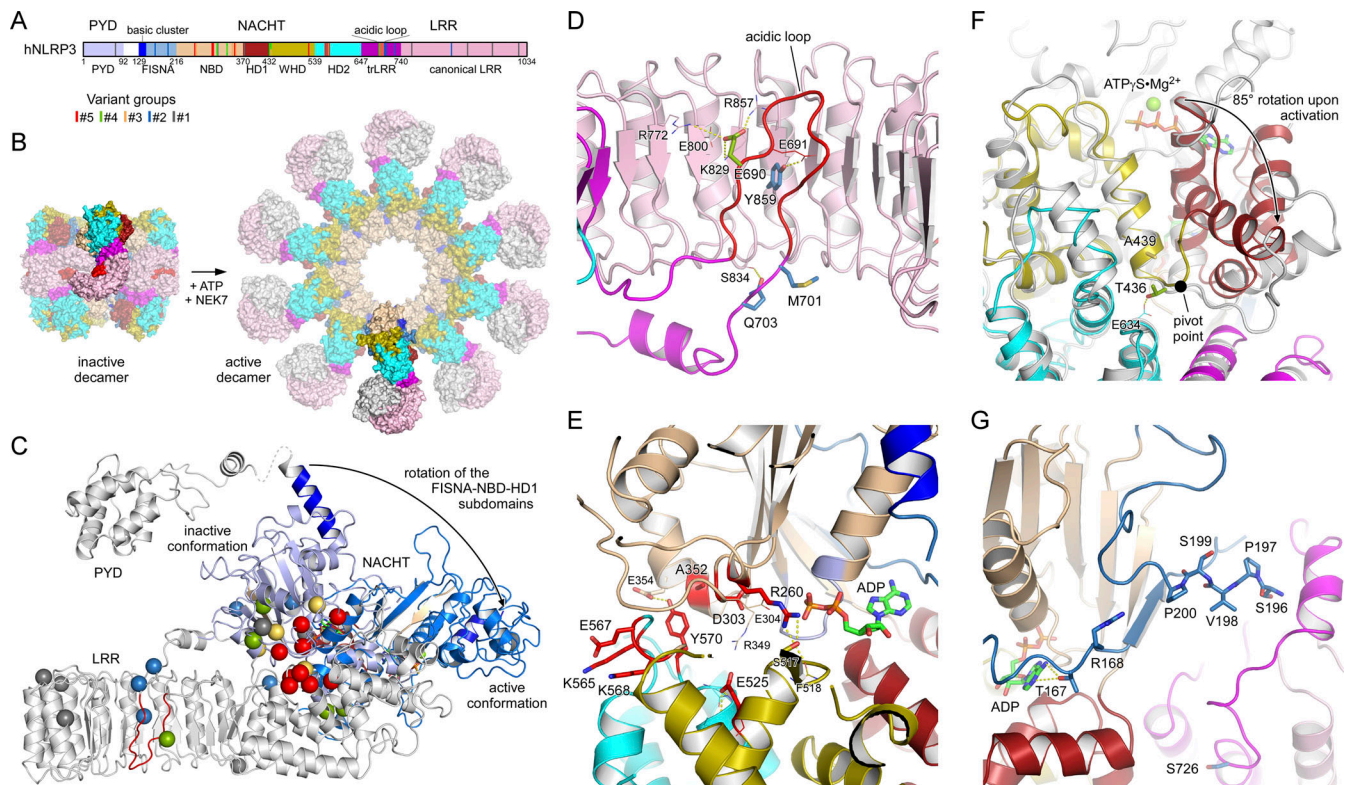 A
PYD
NACHT
LRR
basic cluster
acidic loop
hNLRP3
1
92
129
216
370
432
539
647
740
1034
PYD
FISNA
NBD
HD1
WHD
HD2
trLRR
canonical LRR
Variant groups
#5
#4
#3
#2
#1
B
+ ATP
+ NEK7
inactive
decamer
active
decamer
C
rotation of the
FISNA-NBD-HD1
subdomains
inactive
conformation
PYD
NACHT
LRR
active
conformation
D
acidic loop
R857
R772
E800
E691
K829
E690
Y859
S834
M701
Q703
E
A352
E354
R260
ADP
D303
E304
E567
Y570
R349
S517
K565
K568
E525
F518
F
ATPγS•Mg²⁺
85° rotation upon
activation
A439
T436
E634
pivot
point
G
S199
P197
P200
S196
V198
R168
T167
ADP
S726